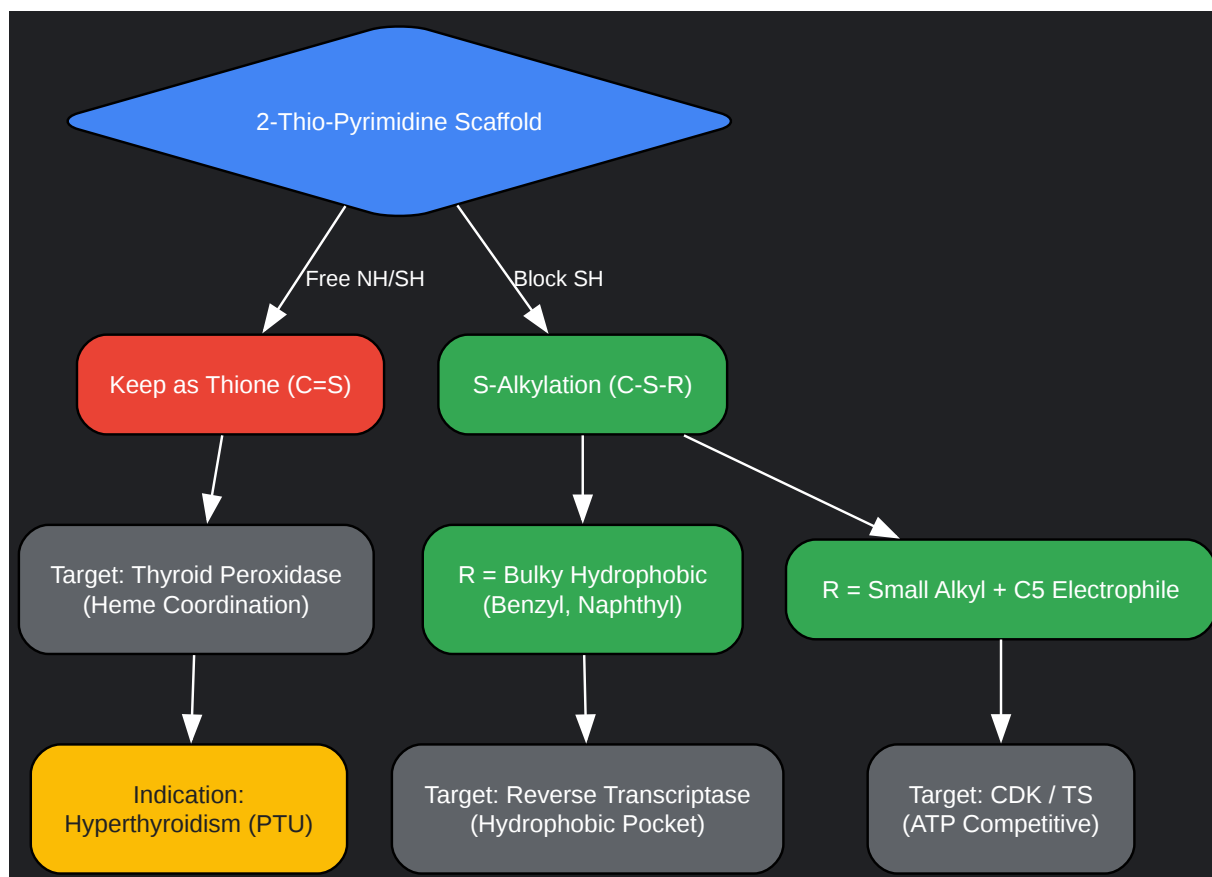 2-Thio-Pyrimidine Scaffold
Free NH/SH
Block SH
Keep as Thione (C=S)
S-Alkylation (C-S-R)
Target: Thyroid Peroxidase
(Heme Coordination)
R = Bulky Hydrophobic
(Benzyl, Naphthyl)
R = Small Alkyl + C5 Electrophile
Indication:
Hyperthyroidism (PTU)
Target: Reverse Transcriptase
(Hydrophobic Pocket)
Target: CDK / TS
(ATP Competitive)